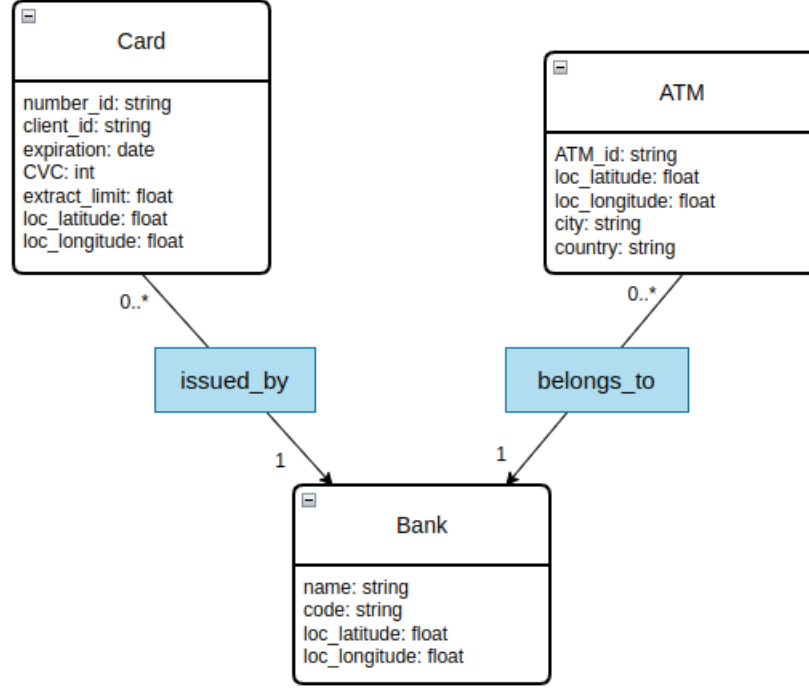 Card
number_id: string
client_id: string
expiration: date
CVC: int
extract_limit: float
loc_latitude: float
loc_longitude: float
ATM
ATM_id: string
loc_latitude: float
loc_longitude: float
city: string
country: string
0..*
0..*
issued_by
belongs_to
1
1
Bank
name: string
code: string
loc_latitude: float
loc_longitude: float